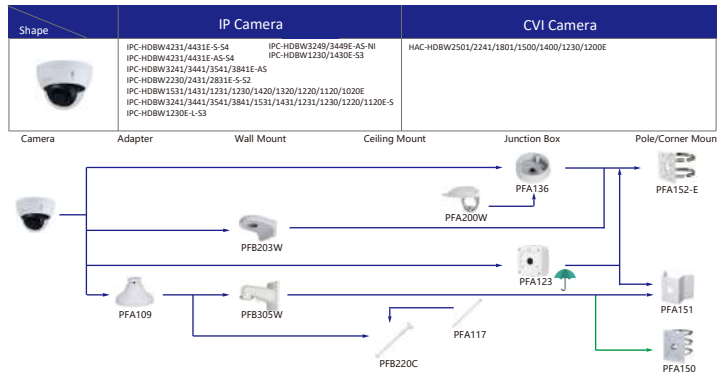 Shape
IP Camera
CVI Camera
IPC-HDBW4231/4431E-S-S4
IPC-HDBW3249/3449E-AS-NI
HAC-HDBW2501/2241/1801/1500/1400/1230/1200E
IPC-HDBW4231/4431E-AS-S4
IPC-HDBW1230/1430E-S3
IPC-HDBW3241/3441/3541/3841E-AS
IPC-HDBW2230/2431/2831E-S-S2
IPC-HDBW1531/1431/1231/1230/1420/1320/1220/1120/1020E
IPC-HDBW3241/3441/3541/3841/1531/1431/1231/1230/1220/1120E-S
IPC-HDBW1230E-L-S3
Camera
Adapter
Wall Mount
Ceiling Mount
Junction Box
Pole/Corner Moun
PFA136
PFA152-E
PFA200W
PFB203W
PFA123
PFA109
PFB305W
PFA151
PFA117
PFB220C
PFA150